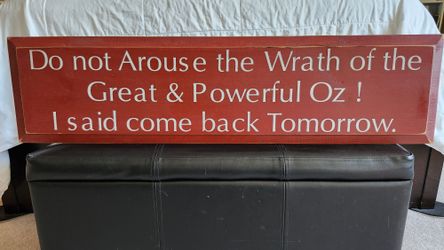 Do not Arouse the Wrath of the
Great & Powerful Oz !
I said come back Tomorrow.